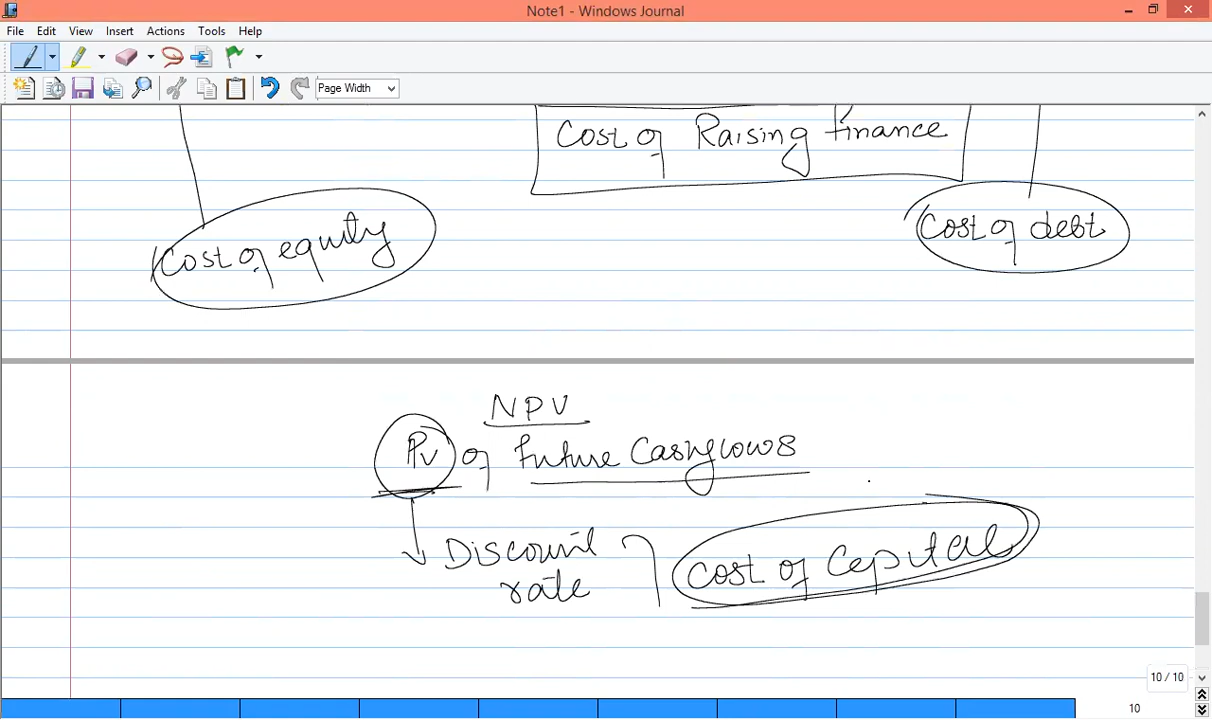 Note1 - Windows Journal
File Edit View Insert Actions Tools Help
Page Width
Cost of Raising finance
Cost of equity
Cost of debt
NPV
PV of Future Cashflows
Discount rate
Cost of Capital
10 / 10
10